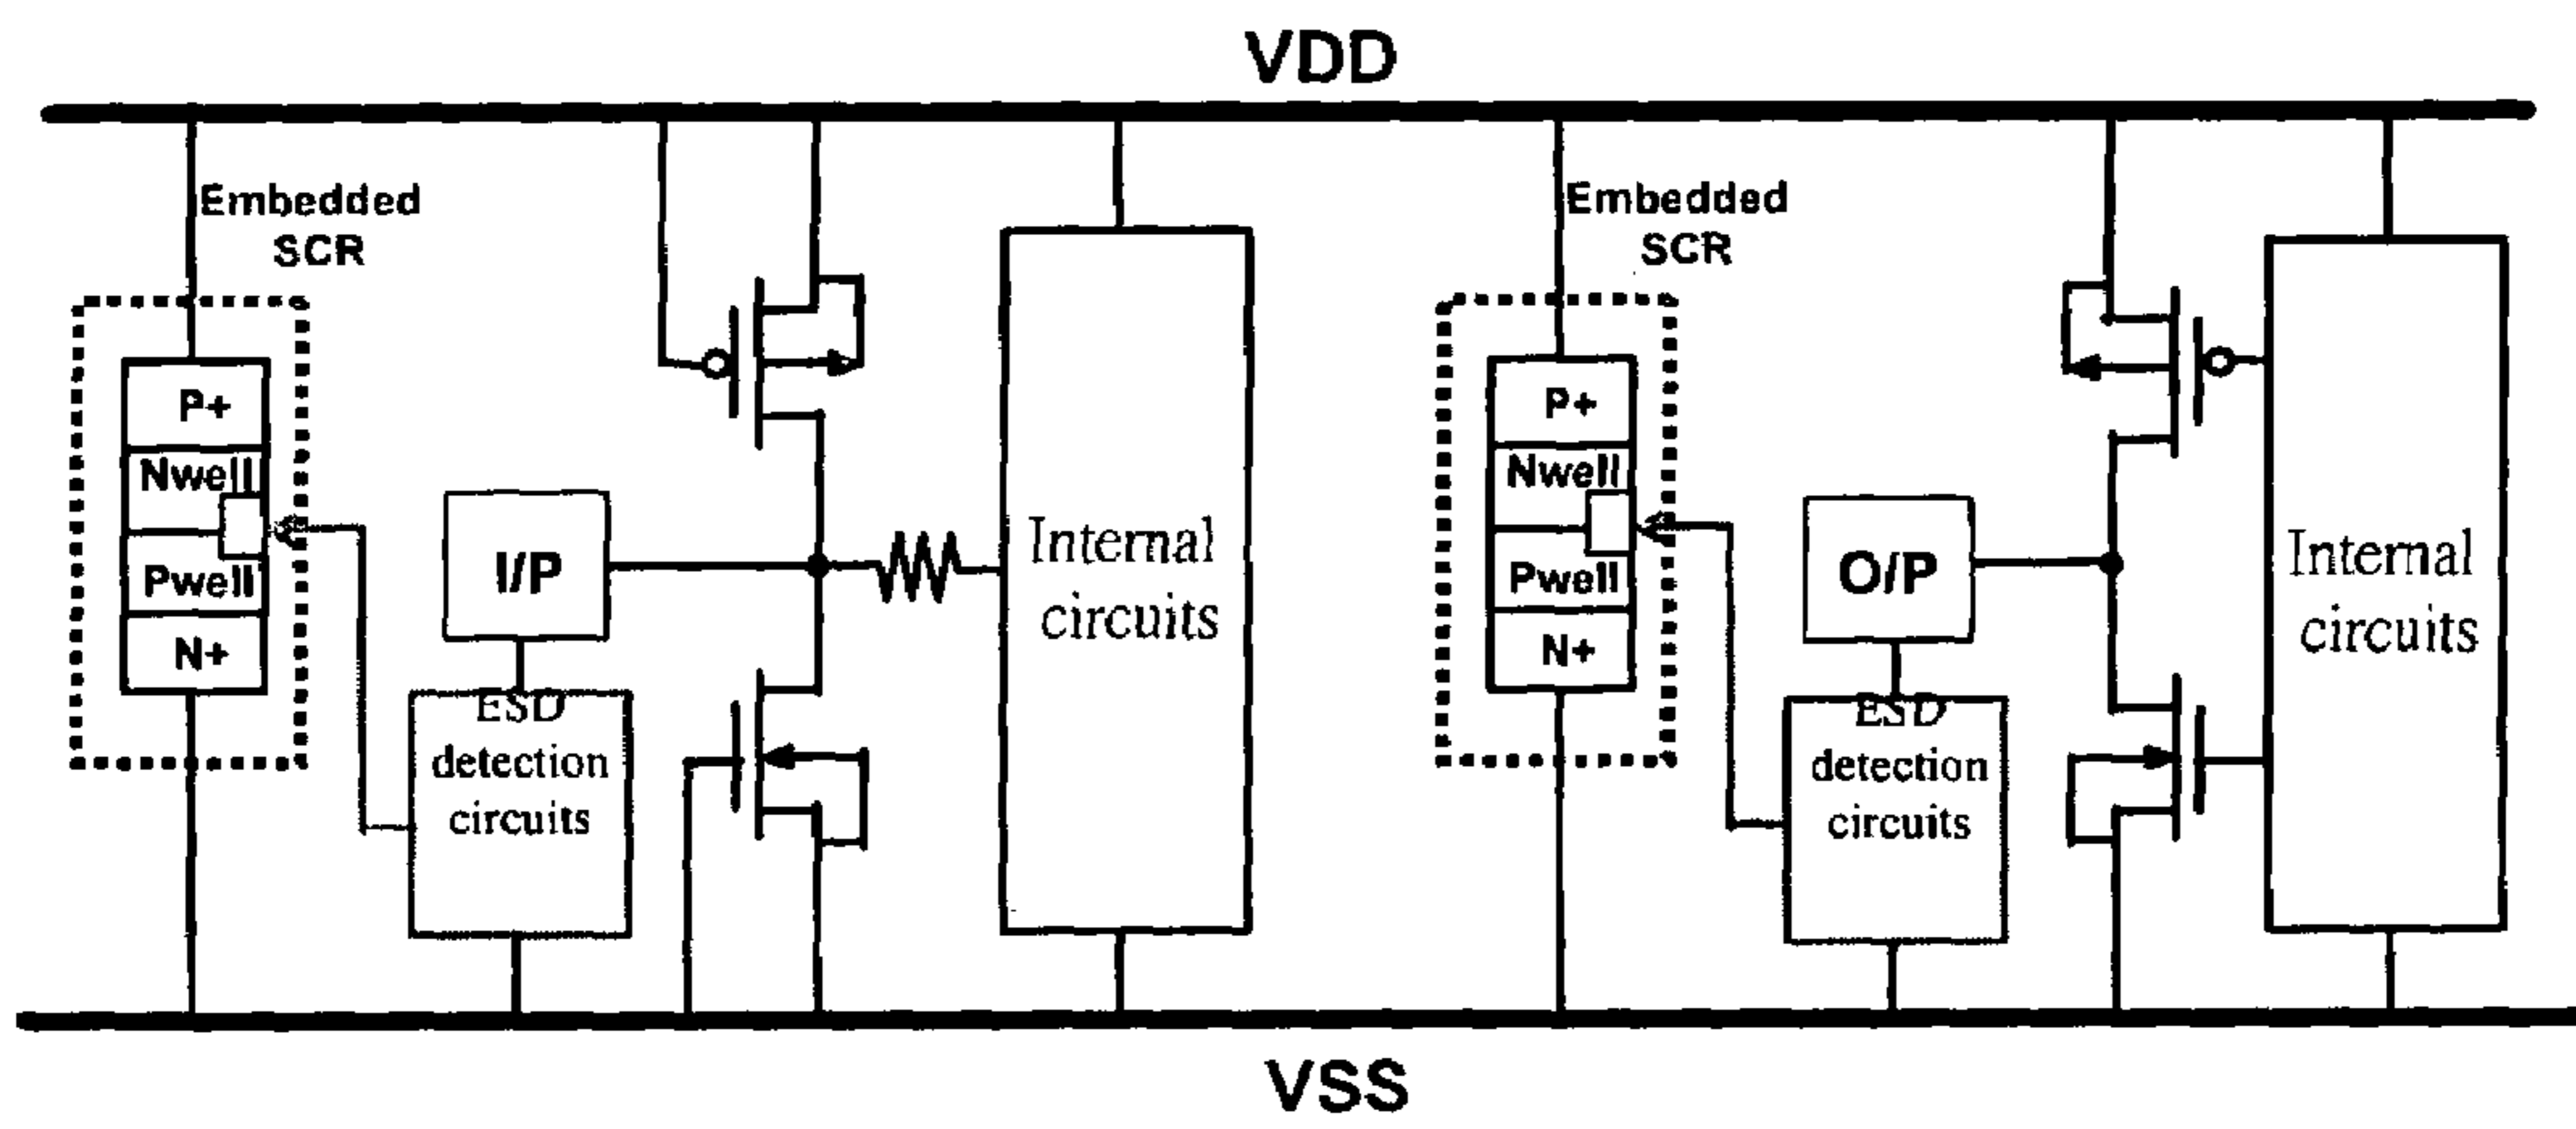 VDD
Embedded
SCR
P+
Nwell
Pwell
N+
I/P
ESD
detection
circuits
Internal
circuits
Embedded
SCR
P+
Nwell
Pwell
N+
O/P
ESD
detection
circuits
Internal
circuits
VSS